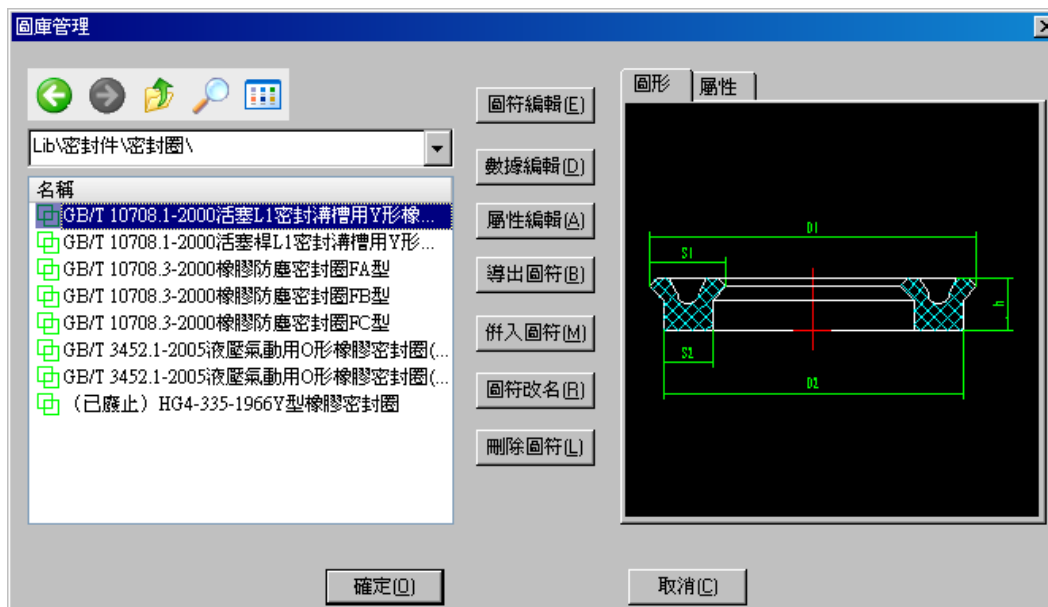 圖庫管理
Lib\密封件\密封圈\
名稱
GB/T 10708.1-2000活塞L1密封溝槽用Y形橡...
GB/T 10708.1-2000活塞桿L1密封溝槽用Y形...
GB/T 10708.3-2000橡膠防塵密封圈FA型
GB/T 10708.3-2000橡膠防塵密封圈FB型
GB/T 10708.3-2000橡膠防塵密封圈FC型
GB/T 3452.1-2005液壓氣動用O形橡膠密封圈(...
GB/T 3452.1-2005液壓氣動用O形橡膠密封圈(...
（已廢止）HG4-335-1966Y型橡膠密封圈
圖符編輯(E)
數據編輯(D)
屬性編輯(A)
導出圖符(B)
併入圖符(M)
圖符改名(R)
刪除圖符(L)
圖形
屬性
D1
S1
h
S2
D2
確定(O)
取消(C)